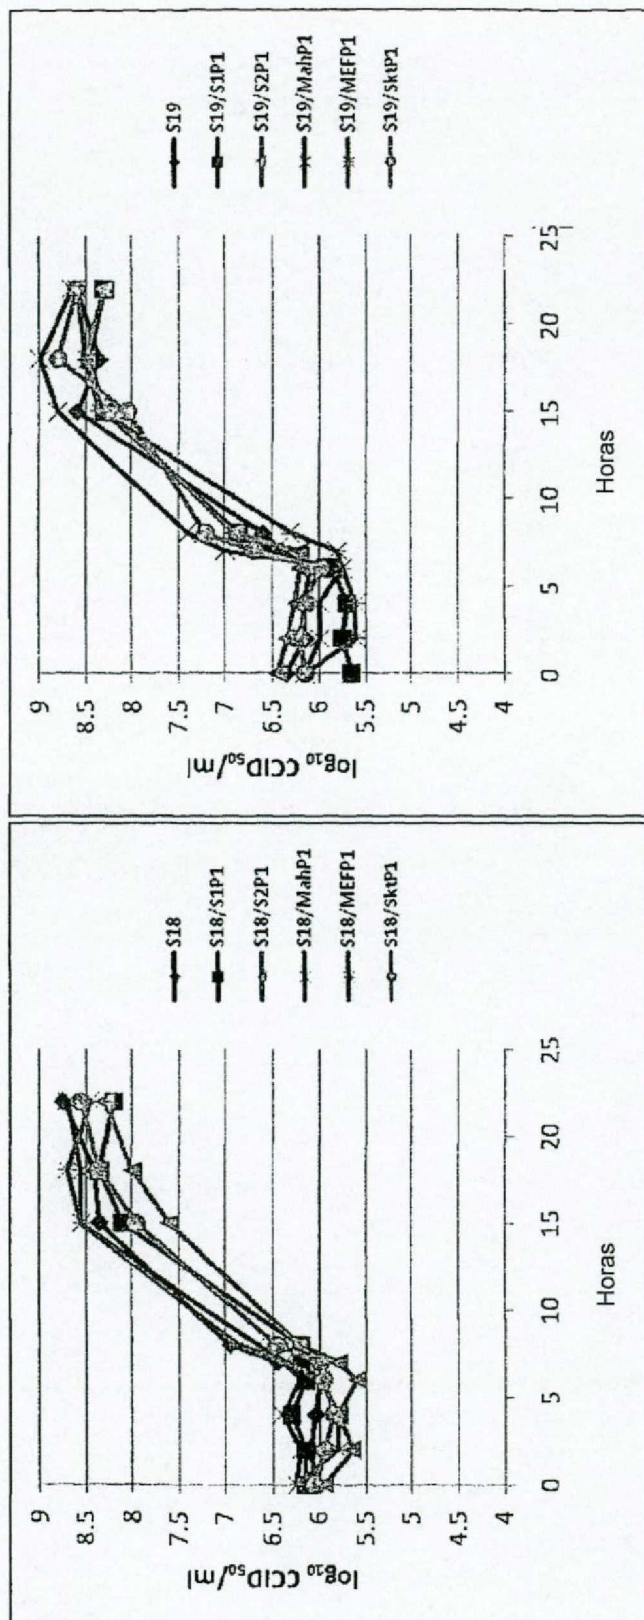 9
8.5
8
7.5
7
6.5
6
5.5
5
4.5
4
log₁₀ CCID₅₀/ml
0
5
10
15
20
25
Horas
S18
S18/S1P1
S18/S2P1
S18/MahP1
S18/MEFP1
S18/SktP1
9
8.5
8
7.5
7
6.5
6
5.5
5
4.5
4
log₁₀ CCID₅₀/ml
0
5
10
15
20
25
Horas
S19
S19/S1P1
S19/S2P1
S19/MahP1
S19/MEFP1
S19/SktP1